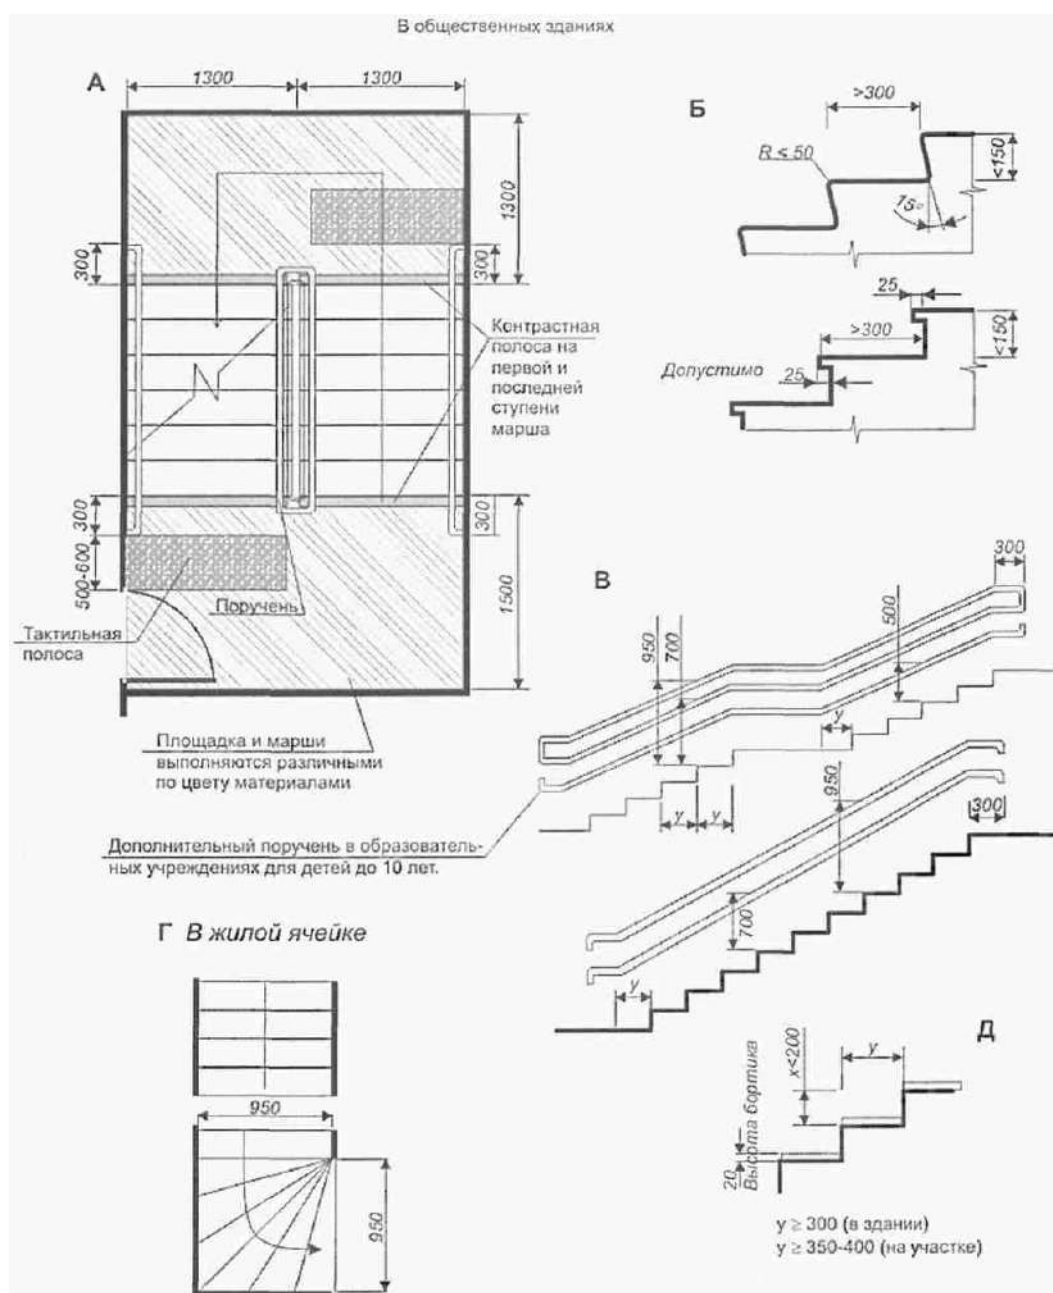 В общественных зданиях
А
1300
1300
1300
300
300
Контрастная
полоса на
первой и
последней
ступени
марша
300
300
500-600
1500
Поручень
Тактильная
полоса
Площадка и марши
выполняются различными
по цвету материалами
Б
>300
R ≤ 50
<150
15°
25
>300
<150
Допустимо
25
В
300
950
700
500
y
y
y
950
300
700
y
Дополнительный поручень в образователь-
ных учреждениях для детей до 10 лет.
Г В жилой ячейке
950
950
Д
y
x<200
Высота бортика
20
y ≥ 300 (в здании)
y ≥ 350-400 (на участке)